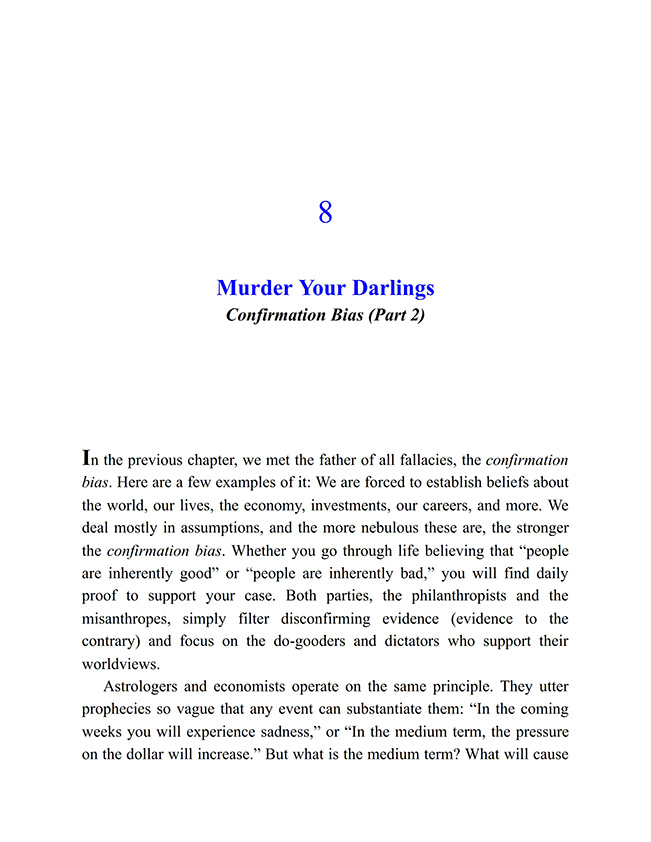 8
Murder Your Darlings
Confirmation Bias (Part 2)
In the previous chapter, we met the father of all fallacies, the confirmation
bias. Here are a few examples of it: We are forced to establish beliefs about
the world, our lives, the economy, investments, our careers, and more. We
deal mostly in assumptions, and the more nebulous these are, the stronger
the confirmation bias. Whether you go through life believing that “people
are inherently good” or “people are inherently bad,” you will find daily
proof to support your case. Both parties, the philanthropists and the
misanthropes, simply filter disconfirming evidence (evidence to the
contrary) and focus on the do-gooders and dictators who support their
worldviews.
Astrologers and economists operate on the same principle. They utter
prophecies so vague that any event can substantiate them: “In the coming
weeks you will experience sadness,” or “In the medium term, the pressure
on the dollar will increase.” But what is the medium term? What will cause